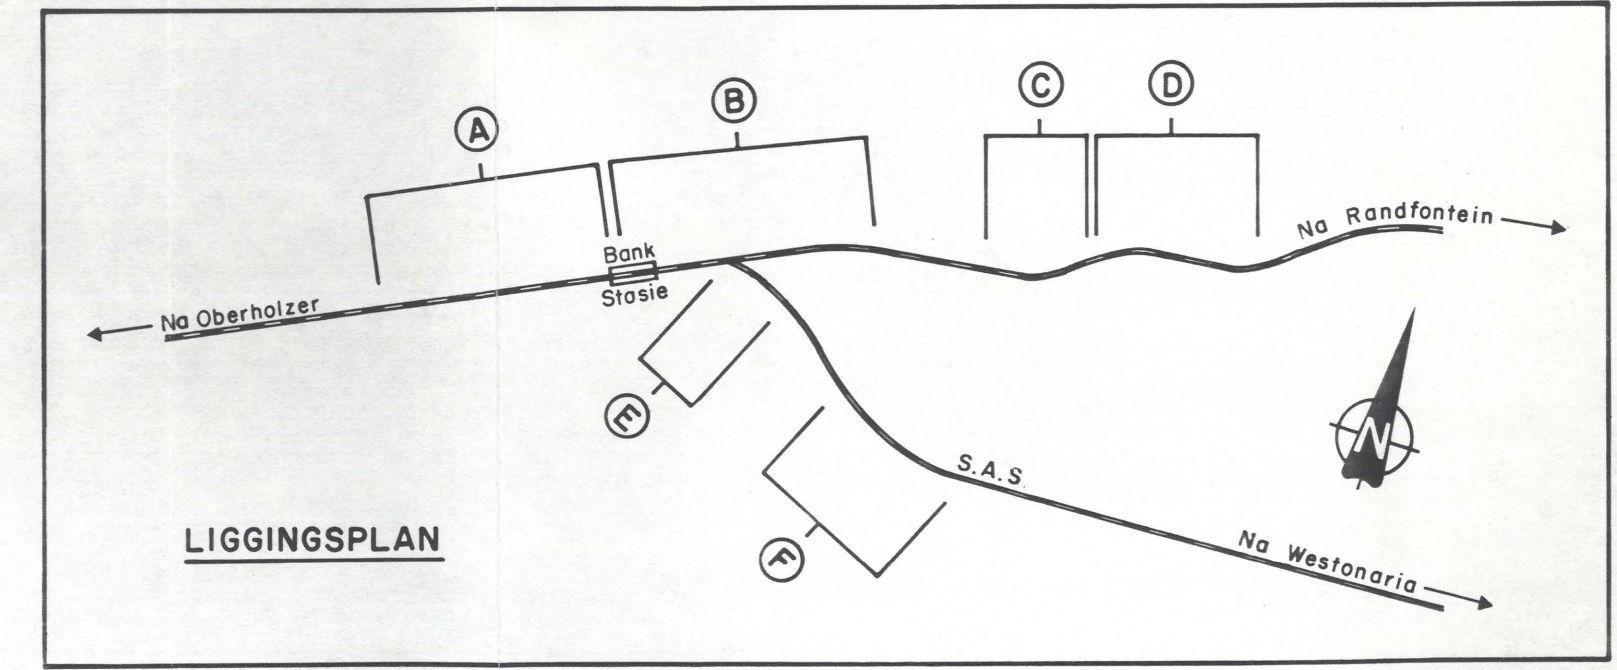 A
B
C
D
Na Randfontein
Bank
Stasie
Na Oberholzer
E
N
S.A.S.
F
LIGGINGSPLAN
Na Westonaria